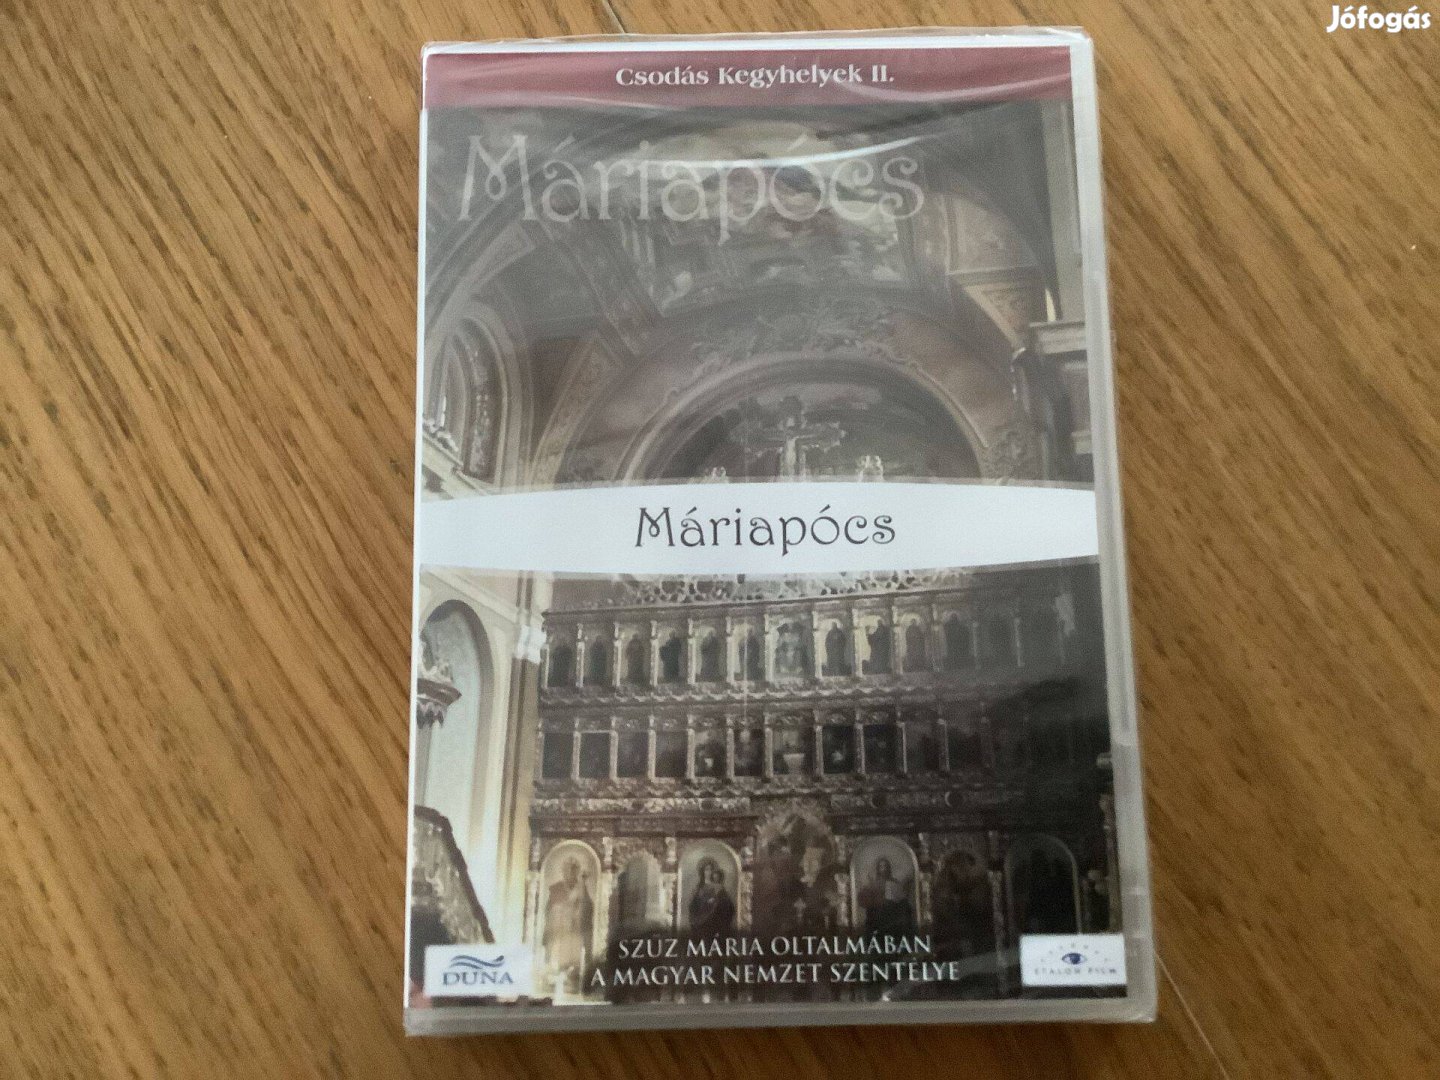 Jófogás
Csodás Kegyhelyek II.
Máriapócs
Máriapócs
SZŰZ MÁRIA OLTALMÁBAN
A MAGYAR NEMZET SZENTÉLYE
DUNA
ETALON FILM